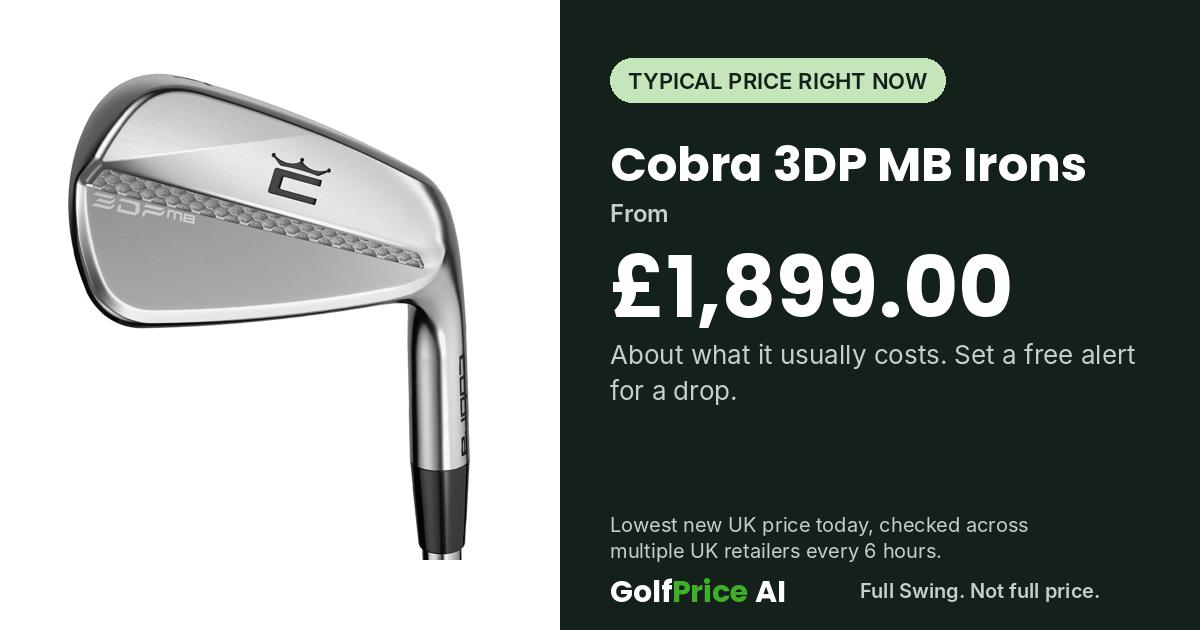 3DP MB
cobra
TYPICAL PRICE RIGHT NOW
Cobra 3DP MB Irons
From
£1,899.00
About what it usually costs. Set a free alert
for a drop.
Lowest new UK price today, checked across
multiple UK retailers every 6 hours.
GolfPrice AI
Full Swing. Not full price.